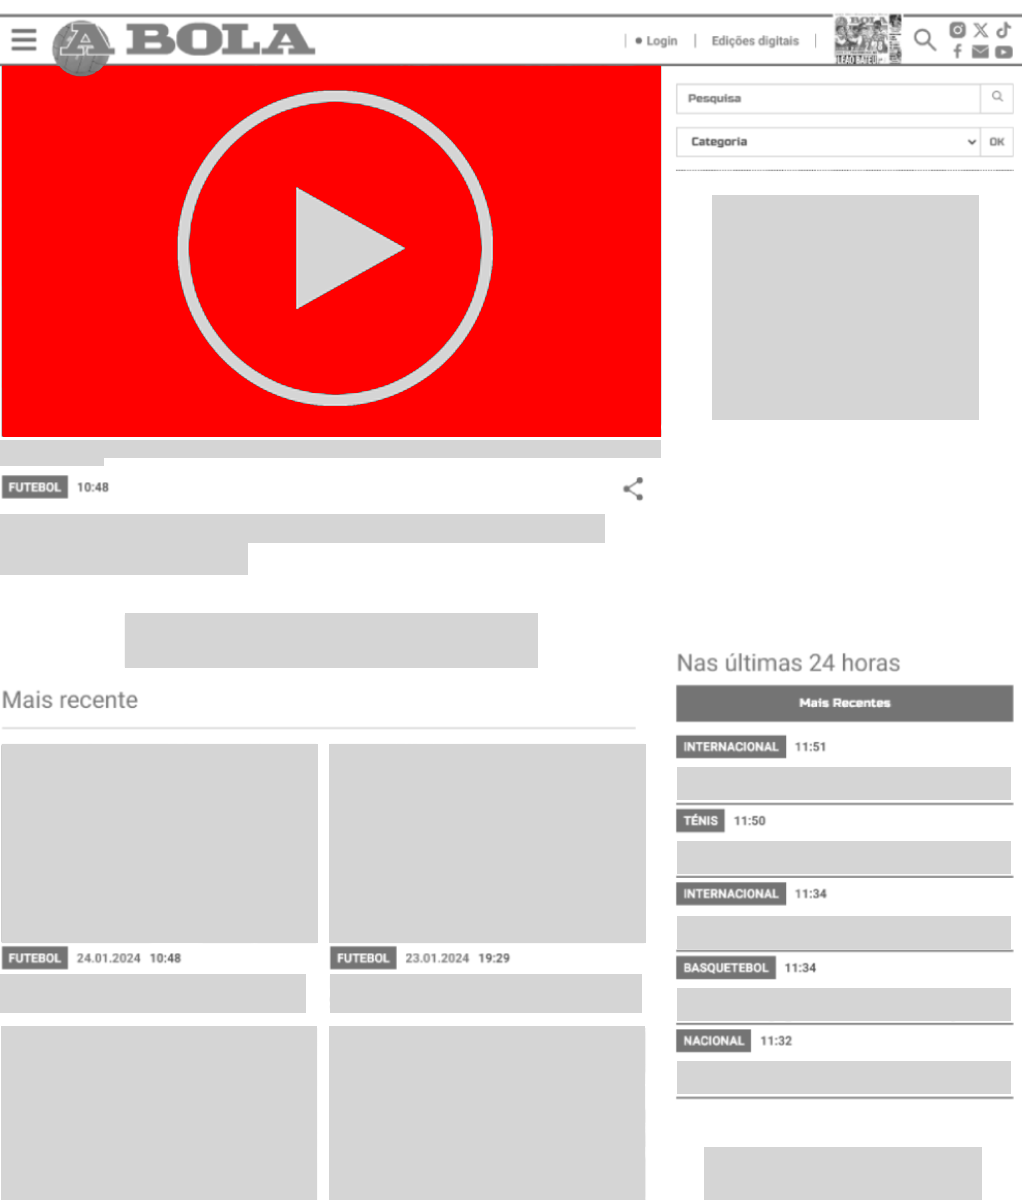 A BOLA
Login
Edições digitais
Pesquisa
Categoria
OK
FUTEBOL 10:48
Mais recente
FUTEBOL 24.01.2024 10:48
FUTEBOL 23.01.2024 19:29
Nas últimas 24 horas
Mais Recentes
INTERNACIONAL 11:51
TÉNIS 11:50
INTERNACIONAL 11:34
BASQUETEBOL 11:34
NACIONAL 11:32